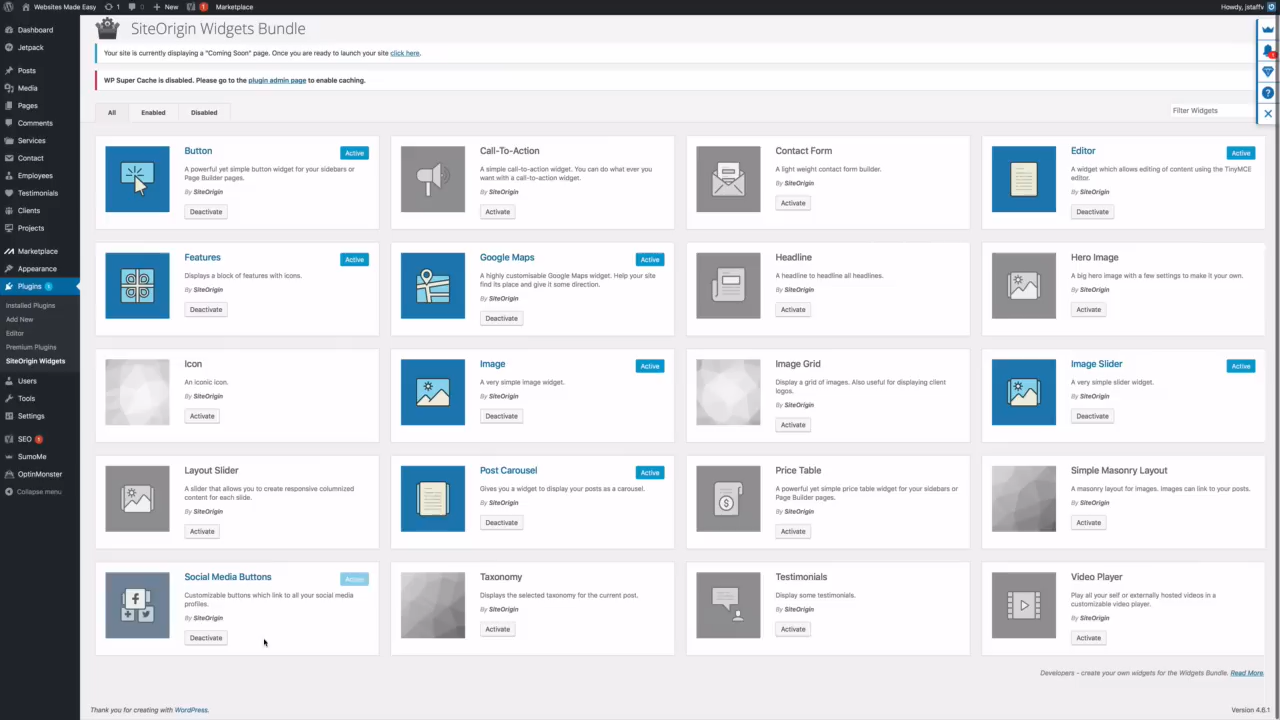 Websites Made Easy
1
0
New
1
Marketplace
Howdy, jstaffv
Dashboard
Jetpack
Posts
Media
Pages
Comments
Services
Contact
Employees
Testimonials
Clients
Projects
Marketplace
Appearance
Plugins 1
Installed Plugins
Add New
Editor
Premium Plugins
SiteOrigin Widgets
Users
Tools
Settings
SEO 1
SumoMe
OptinMonster
Collapse menu
SiteOrigin Widgets Bundle
Your site is currently displaying a "Coming Soon" page. Once you are ready to launch your site click here.
WP Super Cache is disabled. Please go to the plugin admin page to enable caching.
All
Enabled
Disabled
Filter Widgets
Button
Active
A powerful yet simple button widget for your sidebars or
Page Builder pages.
By SiteOrigin
Deactivate
Call-To-Action
A simple call-to-action widget. You can do what ever you
want with a call-to-action widget.
By SiteOrigin
Activate
Contact Form
A light weight contact form builder.
By SiteOrigin
Activate
Editor
Active
A widget which allows editing of content using the TinyMCE
editor.
By SiteOrigin
Deactivate
Features
Active
Displays a block of features with icons.
By SiteOrigin
Deactivate
Google Maps
Active
A highly customisable Google Maps widget. Help your site
find its place and give it some direction.
By SiteOrigin
Deactivate
Headline
A headline to headline all headlines.
By SiteOrigin
Activate
Hero Image
A big hero image with a few settings to make it your own.
By SiteOrigin
Activate
Icon
An iconic icon.
By SiteOrigin
Activate
Image
Active
A very simple image widget.
By SiteOrigin
Deactivate
Image Grid
Display a grid of images. Also useful for displaying client
logos.
By SiteOrigin
Activate
Image Slider
Active
A very simple slider widget.
By SiteOrigin
Deactivate
Layout Slider
A slider that allows you to create responsive columnized
content for each slide.
By SiteOrigin
Activate
Post Carousel
Active
Gives you a widget to display your posts as a carousel.
By SiteOrigin
Deactivate
Price Table
A powerful yet simple price table widget for your sidebars or
Page Builder pages.
By SiteOrigin
Activate
Simple Masonry Layout
A masonry layout for images. Images can link to your posts.
By SiteOrigin
Activate
Social Media Buttons
Active
Customizable buttons which link to all your social media
profiles.
By SiteOrigin
Deactivate
Taxonomy
Displays the selected taxonomy for the current post.
By SiteOrigin
Activate
Testimonials
Display some testimonials.
By SiteOrigin
Activate
Video Player
Play all your self or externally hosted videos in a
customizable video player.
By SiteOrigin
Activate
Developers - create your own widgets for the Widgets Bundle. Read More.
Thank you for creating with WordPress.
Version 4.6.1